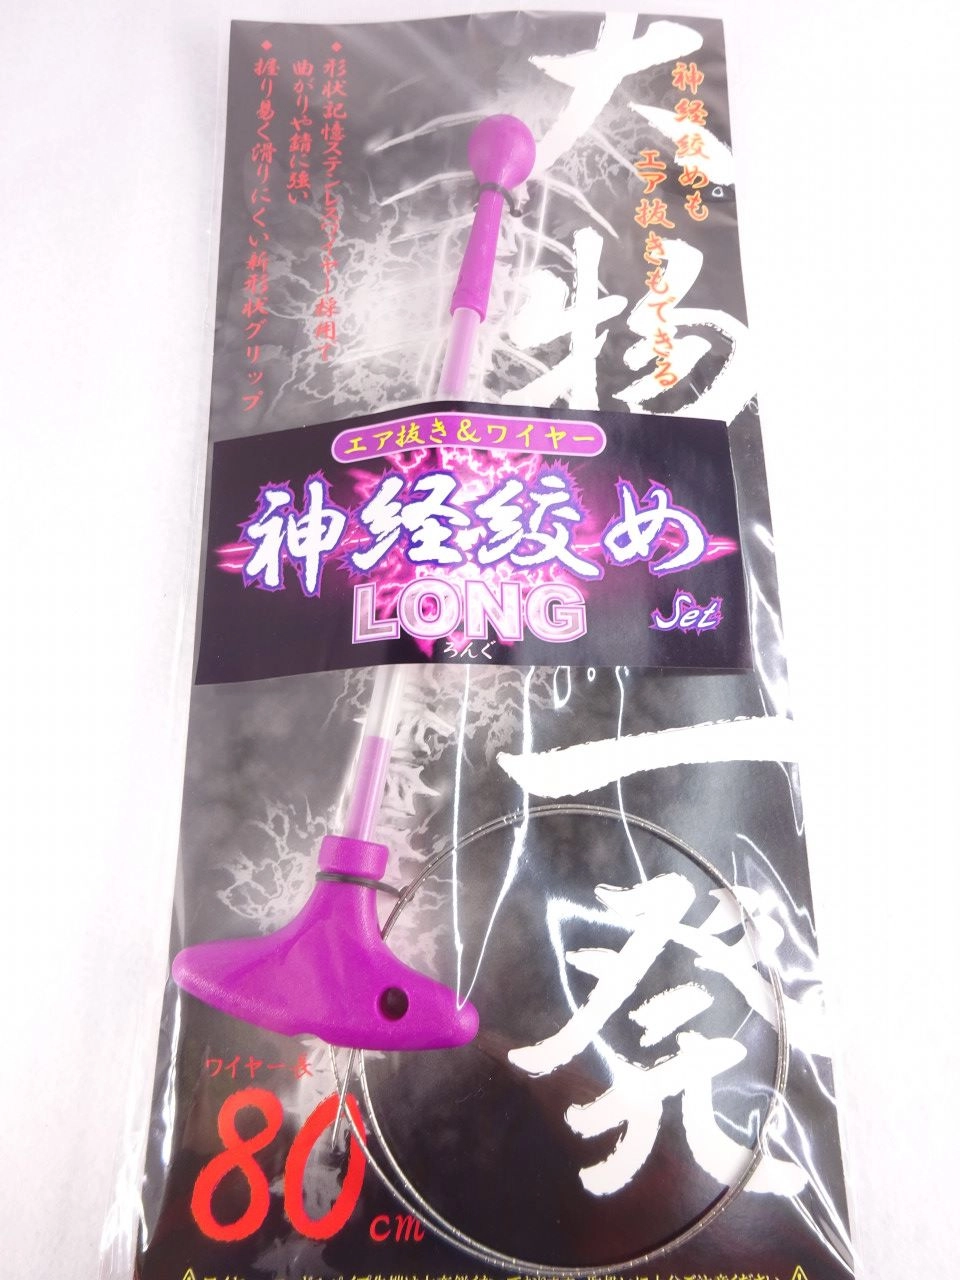 大物一発
神経絞めも
エア抜きもできる
◆形状記憶ステンレスワイヤー採用で
曲がりや錆に強い
◆握り易く滑りにくい新形状グリップ
エア抜き&ワイヤー
神経絞め
LONG
ろんぐ
Set
ワイヤー長
80cm